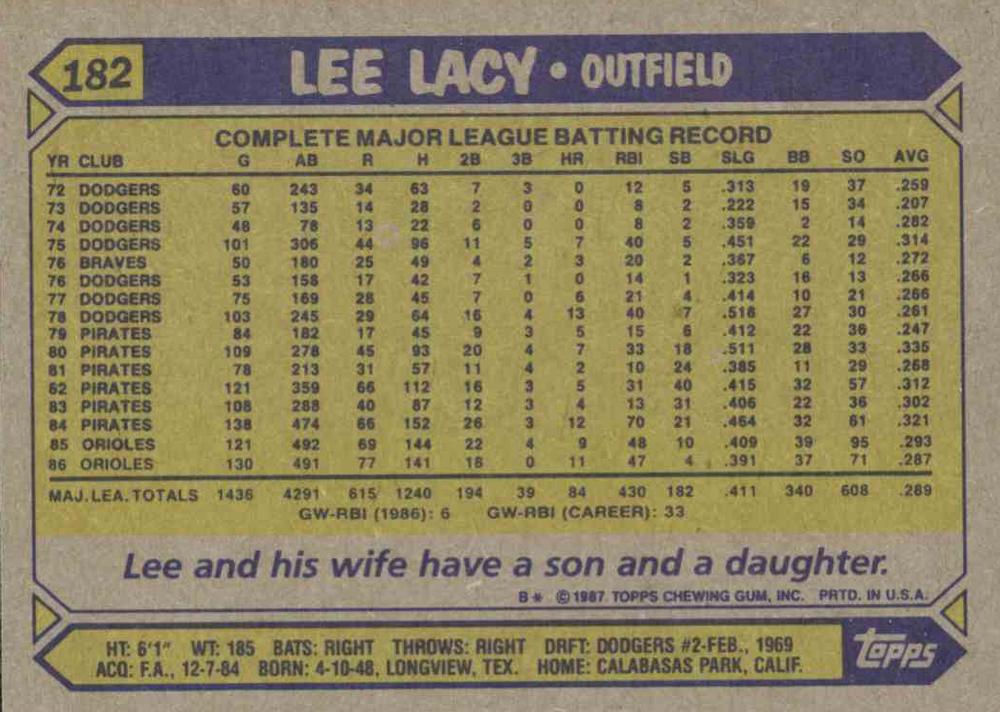 182
LEE LACY • OUTFIELD
COMPLETE MAJOR LEAGUE BATTING RECORD
YR CLUB G AB R H 2B 3B HR RBI SB SLG BB SO AVG
72 DODGERS 60 243 34 63 7 3 0 12 5 .313 19 37 .259
73 DODGERS 57 135 14 28 2 0 0 8 2 .222 15 34 .207
74 DODGERS 48 78 13 22 6 0 0 8 2 .359 2 14 .282
75 DODGERS 101 306 44 96 11 5 7 40 5 .451 22 29 .314
76 BRAVES 50 180 25 49 4 2 3 20 2 .367 6 12 .272
76 DODGERS 53 158 17 42 7 1 0 14 1 .323 16 13 .266
77 DODGERS 75 169 28 45 7 0 6 21 4 .414 10 21 .266
78 DODGERS 103 245 29 64 16 4 13 40 7 .518 27 30 .261
79 PIRATES 84 182 17 45 9 3 5 15 6 .412 22 36 .247
80 PIRATES 109 278 45 93 20 4 7 33 18 .511 28 33 .335
81 PIRATES 78 213 31 57 11 4 2 10 24 .385 11 29 .268
82 PIRATES 121 359 66 112 16 3 5 31 40 .415 32 57 .312
83 PIRATES 108 288 40 87 12 3 4 13 31 .406 22 36 .302
84 PIRATES 138 474 66 152 26 3 12 70 21 .464 32 61 .321
85 ORIOLES 121 492 69 144 22 4 9 48 10 .409 39 95 .293
86 ORIOLES 130 491 77 141 18 0 11 47 4 .391 37 71 .287
MAJ.LEA.TOTALS 1436 4291 615 1240 194 39 84 430 182 .411 340 608 .289
GW-RBI (1986): 6 GW-RBI (CAREER): 33
Lee and his wife have a son and a daughter.
B* © 1987 TOPPS CHEWING GUM, INC. PRTD. IN U.S.A.
HT: 6'1" WT: 185 BATS: RIGHT THROWS: RIGHT DRFT: DODGERS #2-FEB., 1969
ACQ: F.A., 12-7-84 BORN: 4-10-48, LONGVIEW, TEX. HOME: CALABASAS PARK, CALIF.
Topps